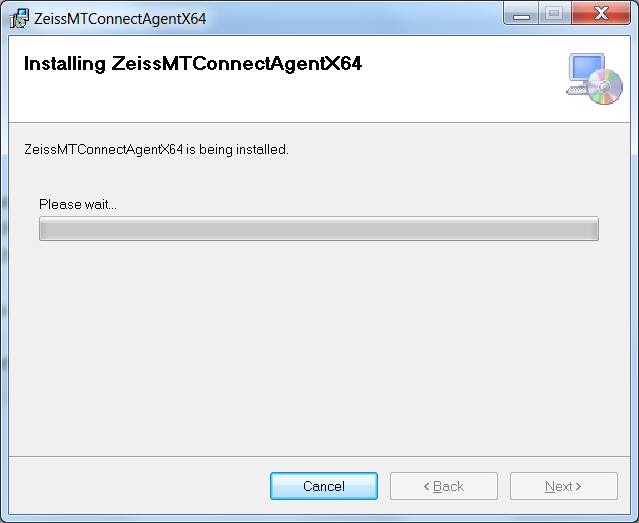 ZeissMTConnectAgentX64
Installing ZeissMTConnectAgentX64
ZeissMTConnectAgentX64 is being installed.
Please wait...
Cancel
< Back
Next >